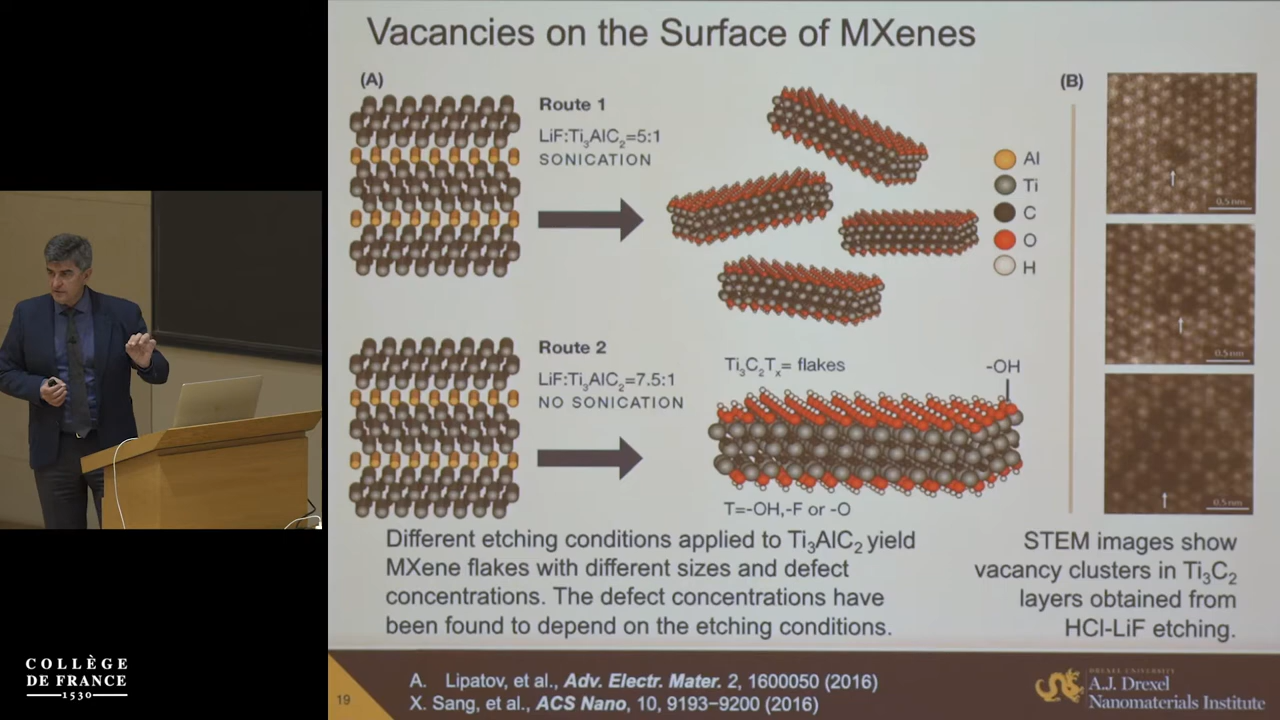 Vacancies on the Surface of MXenes
(A)
Route 1
LiF:Ti₃AlC₂=5:1
SONICATION
Al
Ti
C
O
H
Route 2
LiF:Ti₃AlC₂=7.5:1
NO SONICATION
Ti₃C₂Tₓ= flakes
-OH
T=-OH,-F or -O
(B)
0.5 nm
0.5nm
0.5nm
Different etching conditions applied to Ti₃AlC₂ yield
MXene flakes with different sizes and defect
concentrations. The defect concentrations have
been found to depend on the etching conditions.
STEM images show
vacancy clusters in Ti₃C₂
layers obtained from
HCl-LiF etching.
COLLÈGE
DE FRANCE
1530
19
A. Lipatov, et al., Adv. Electr. Mater. 2, 1600050 (2016)
X. Sang, et al., ACS Nano, 10, 9193−9200 (2016)
DREXEL UNIVERSITY
A.J. Drexel
Nanomaterials Institute